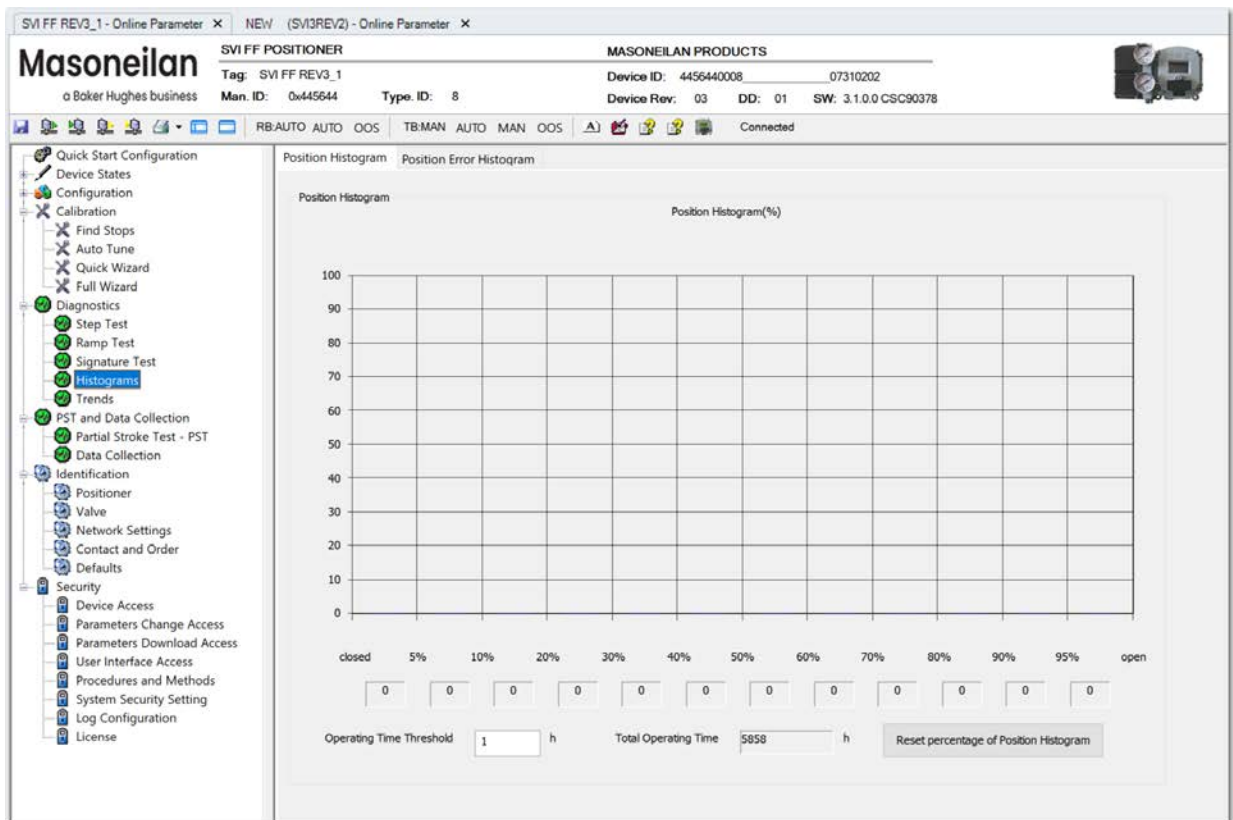 SVI FF REV3_1 - Online Parameter X NEW (SVI3REV2) - Online Parameter X
Masoneilan
a Baker Hughes business
SVI FF POSITIONER
MASONEILAN PRODUCTS
Tag: SVI FF REV3_1
Device ID: 4456440008________07310202
Man. ID: 0x445644 Type. ID: 8
Device Rev: 03 DD: 01 SW: 3.1.0.0 CSC90378
RB:AUTO AUTO OOS TB:MAN AUTO MAN OOS Connected
Quick Start Configuration
Device States
Configuration
Calibration
Find Stops
Auto Tune
Quick Wizard
Full Wizard
Diagnostics
Step Test
Ramp Test
Signature Test
Histograms
Trends
PST and Data Collection
Partial Stroke Test - PST
Data Collection
Identification
Positioner
Valve
Network Settings
Contact and Order
Defaults
Security
Device Access
Parameters Change Access
Parameters Download Access
User Interface Access
Procedures and Methods
System Security Setting
Log Configuration
License
Position Histogram Position Error Histogram
Position Histogram
Position Histogram(%)
100
90
80
70
60
50
40
30
20
10
0
closed 5% 10% 20% 30% 40% 50% 60% 70% 80% 90% 95% open
0 0 0 0 0 0 0 0 0 0 0 0
Operating Time Threshold 1 h Total Operating Time 5858 h Reset percentage of Position Histogram